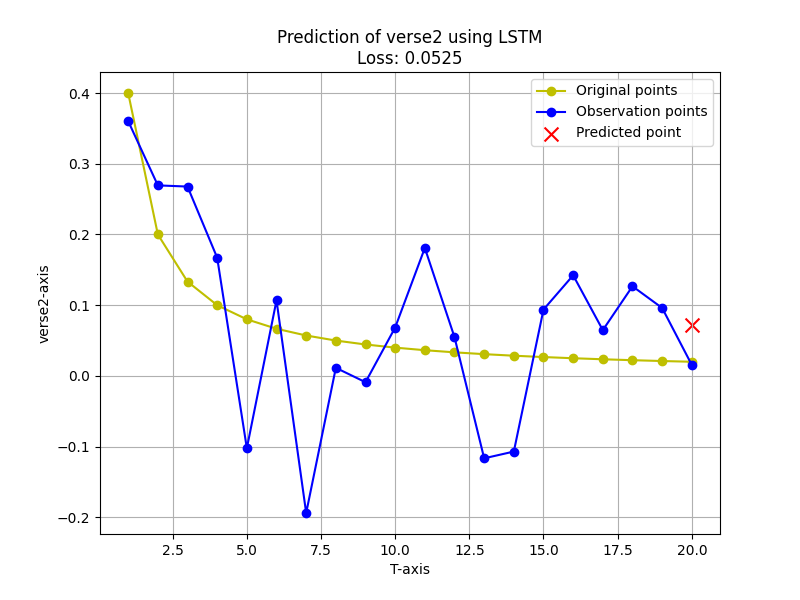 Prediction of verse2 using LSTM
Loss: 0.0525
Original points
Observation points
Predicted point
verse2-axis
0.4
0.3
0.2
0.1
0.0
−0.1
−0.2
2.5 5.0 7.5 10.0 12.5 15.0 17.5 20.0
T-axis